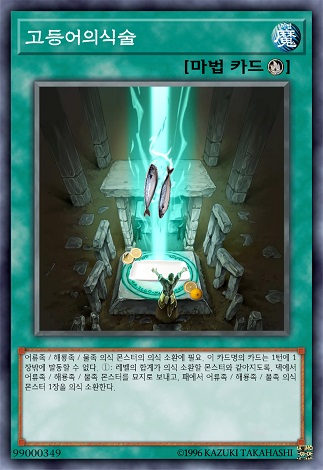 고등어의식술
魔
[마법 카드]
어류족 / 해룡족 / 물족 의식 몬스터의 의식 소환에 필요. 이 카드명의 카드는 1턴에 1
장밖에 발동할 수 없다. ①: 레벨의 합계가 의식 소환할 몬스터와 같아지도록, 덱에서
어류족 / 해룡족 / 물족 몬스터를 묘지로 보내고, 패에서 어류족 / 해룡족 / 물족 의식
몬스터 1장을 의식 소환한다.
99000349
©1996 KAZUKI TAKAHASHI